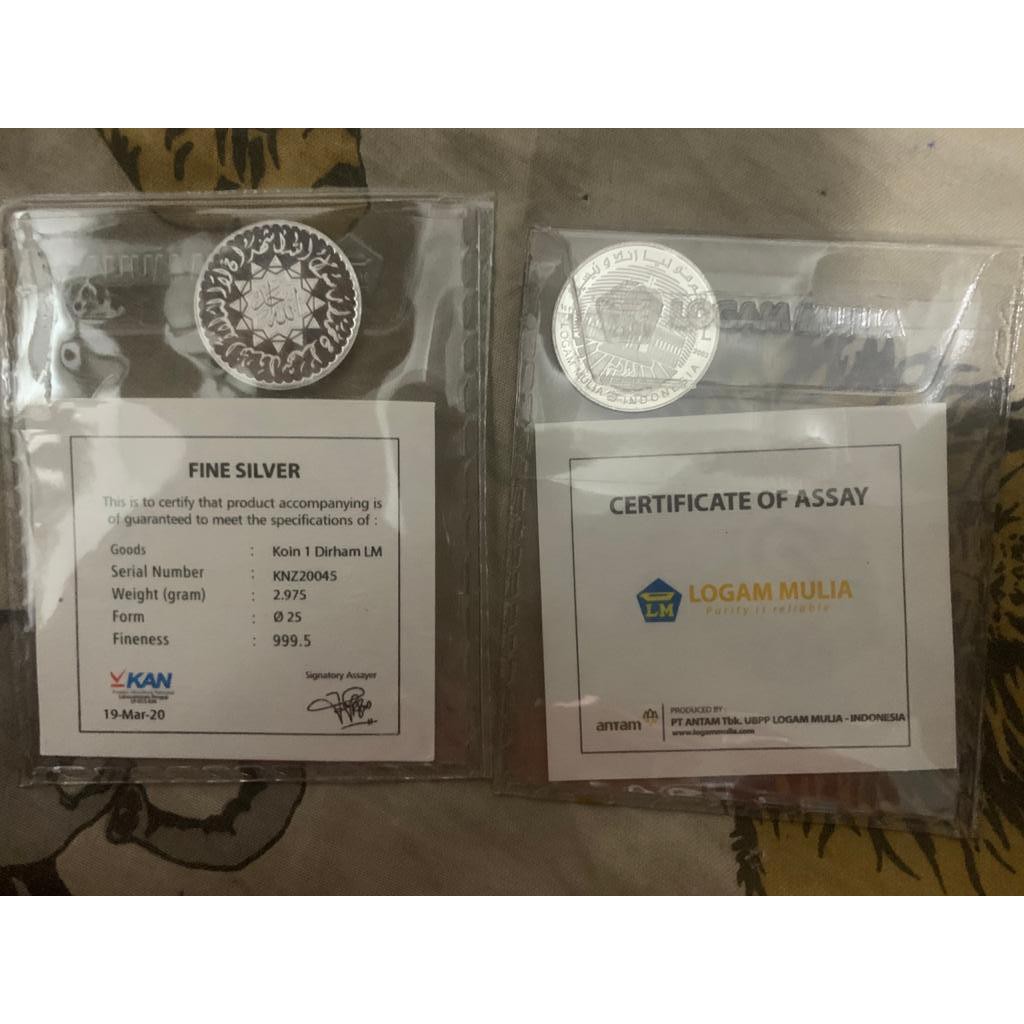 FINE SILVER
This is to certify that product accompanying is
of guaranteed to meet the specifications of :
Goods : Koin 1 Dirham LM
Serial Number : KNZ20045
Weight (gram) : 2.975
Form : Ø 25
Fineness : 999.5
KAN
Signatory Assayer
19-Mar-20
LOGAM MULIA
LOGAM MULIA INDONESIA
CERTIFICATE OF ASSAY
LM
LOGAM MULIA
Purity is reliable
antam
PRODUCED BY :
PT ANTAM Tbk. UBPP LOGAM MULIA - INDONESIA
www.logammulia.com